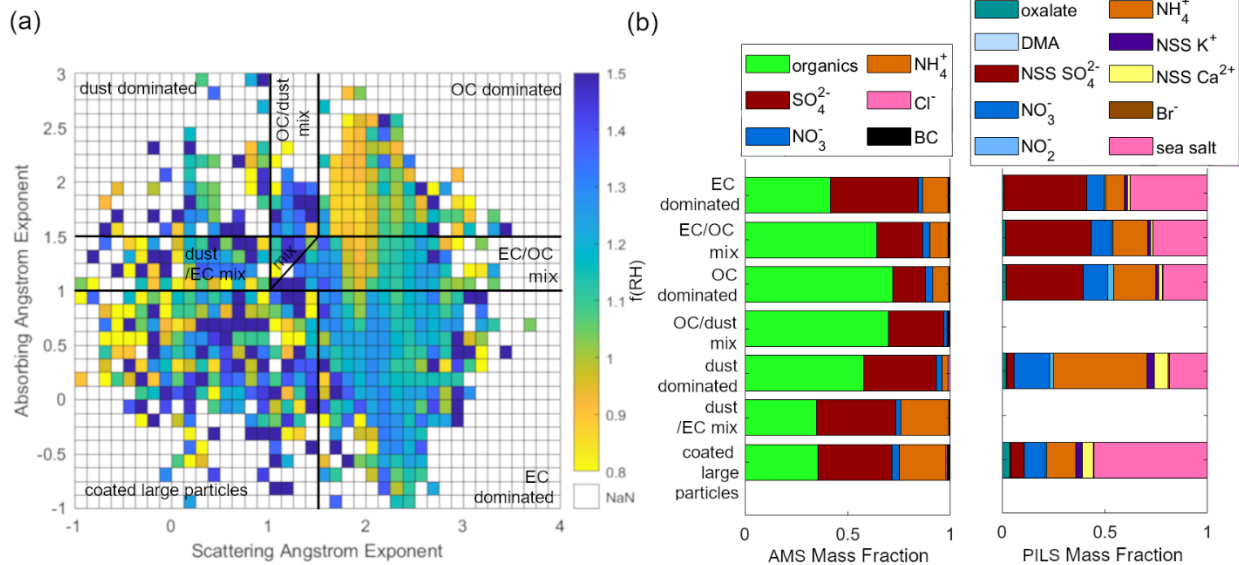 (a)
3
2.5
2
1.5
1
0.5
0
-0.5
-1
Absorbing Angstrom Exponent
-1
0
1
2
3
4
Scattering Angstrom Exponent
dust dominated
OC/dust
mix
OC dominated
dust
/EC mix
mix
EC/OC
mix
coated large particles
EC
dominated
1.5
1.4
1.3
1.2
1.1
1
0.9
0.8
NaN
f(RH)
(b)
organics
SO₄²⁻
NO₃⁻
NH₄⁺
Cl⁻
BC
oxalate
DMA
NSS SO₄²⁻
NO₃⁻
NO₂⁻
NH₄⁺
NSS K⁺
NSS Ca²⁺
Br⁻
sea salt
EC
dominated
EC/OC
mix
OC
dominated
OC/dust
mix
dust
dominated
dust
/EC mix
coated
large
particles
0
0.5
1
AMS Mass Fraction
0
0.5
1
PILS Mass Fraction